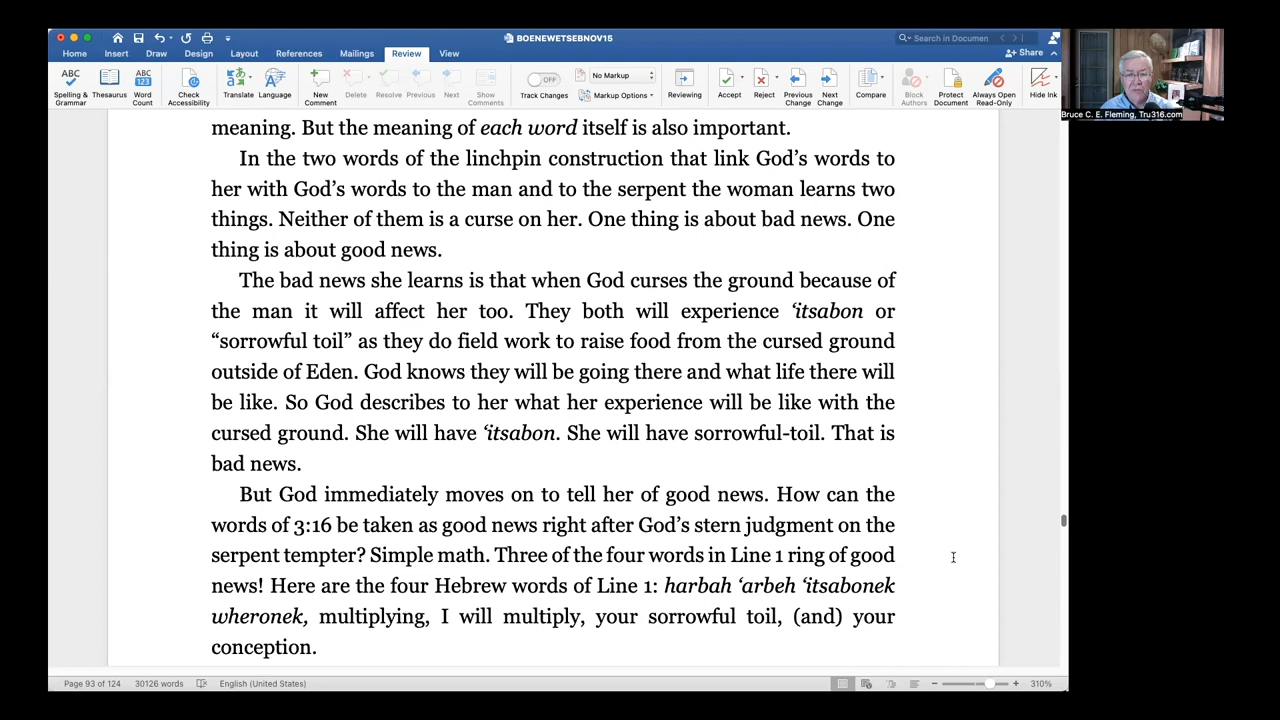 BOENEWETSEBNOV15
Search in Documen
Home Insert Draw Design Layout References Mailings Review View
Share
Spelling & Grammar
Thesaurus
Word Count
Check Accessibility
Translate
Language
New Comment
Delete
Resolve
Previous
Next
Show Comments
OFF
Track Changes
No Markup
Markup Options
Reviewing
Accept
Reject
Previous Change
Next Change
Compare
Block Authors
Protect Document
Always Open Read-Only
Hide Ink
Bruce C. E. Fleming, Tru316.com
meaning. But the meaning of each word itself is also important.
In the two words of the linchpin construction that link God’s words to
her with God’s words to the man and to the serpent the woman learns two
things. Neither of them is a curse on her. One thing is about bad news. One
thing is about good news.
The bad news she learns is that when God curses the ground because of
the man it will affect her too. They both will experience ‘itsabon or
“sorrowful toil” as they do field work to raise food from the cursed ground
outside of Eden. God knows they will be going there and what life there will
be like. So God describes to her what her experience will be like with the
cursed ground. She will have ‘itsabon. She will have sorrowful-toil. That is
bad news.
But God immediately moves on to tell her of good news. How can the
words of 3:16 be taken as good news right after God’s stern judgment on the
serpent tempter? Simple math. Three of the four words in Line 1 ring of good
news! Here are the four Hebrew words of Line 1: harbah ‘arbeh ‘itsabonek
wheronek, multiplying, I will multiply, your sorrowful toil, (and) your
conception.
Page 93 of 124 30126 words English (United States) 310%